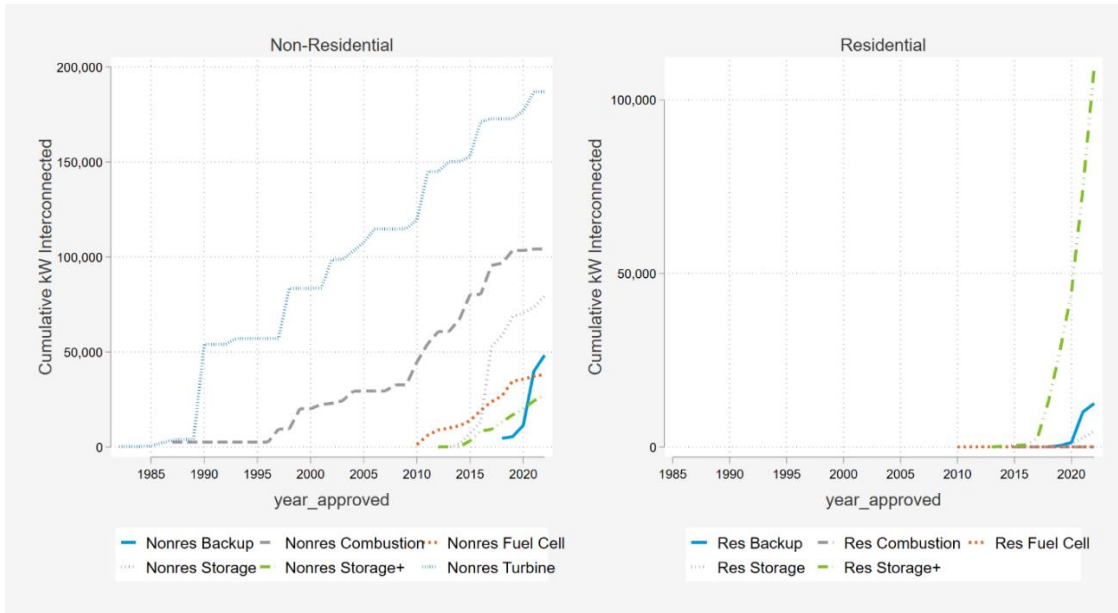 Non-Residential
Cumulative kW Interconnected
200,000
150,000
100,000
50,000
0
1985 1990 1995 2000 2005 2010 2015 2020
year_approved
Nonres Backup Nonres Combustion Nonres Fuel Cell
Nonres Storage Nonres Storage+ Nonres Turbine
Residential
Cumulative kW Interconnected
100,000
50,000
0
1985 1990 1995 2000 2005 2010 2015 2020
year_approved
Res Backup Res Combustion Res Fuel Cell
Res Storage Res Storage+